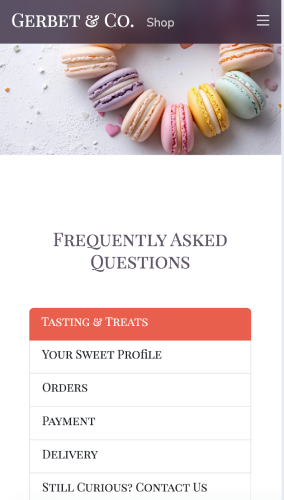 Gerbet & Co. Shop
Frequently Asked
Questions
Tasting & Treats
Your Sweet Profile
Orders
Payment
Delivery
Still Curious? Contact Us